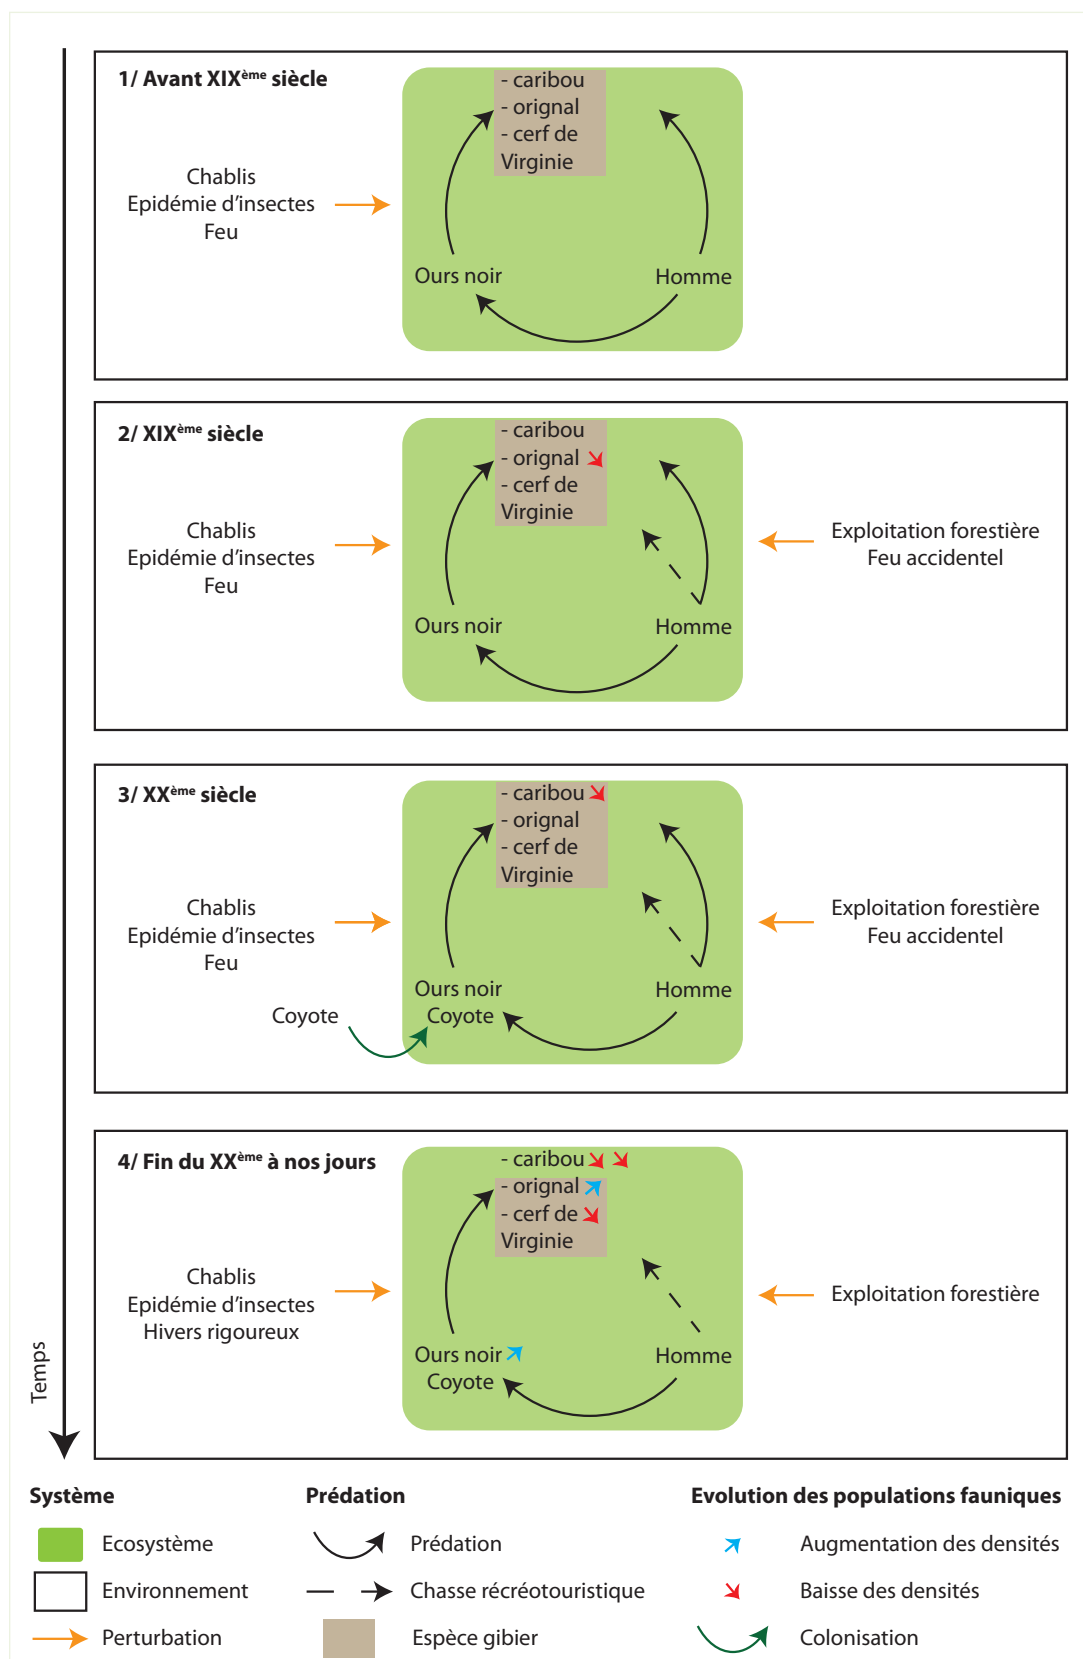 1/ Avant XIXème siècle
- caribou
- orignal
- cerf de
Virginie
Chablis
Epidémie d'insectes
Feu
Ours noir
Homme
2/ XIXème siècle
- caribou
- orignal
- cerf de
Virginie
Chablis
Epidémie d'insectes
Feu
Exploitation forestière
Feu accidentel
Ours noir
Homme
3/ XXème siècle
- caribou
- orignal
- cerf de
Virginie
Chablis
Epidémie d'insectes
Feu
Exploitation forestière
Feu accidentel
Ours noir
Coyote
Homme
Coyote
4/ Fin du XXème à nos jours
- caribou
- orignal
- cerf de
Virginie
Chablis
Epidémie d'insectes
Hivers rigoureux
Exploitation forestière
Ours noir
Coyote
Homme
Temps
Système
Ecosystème
Environnement
Perturbation
Prédation
Prédation
Chasse récréotouristique
Espèce gibier
Evolution des populations fauniques
Augmentation des densités
Baisse des densités
Colonisation